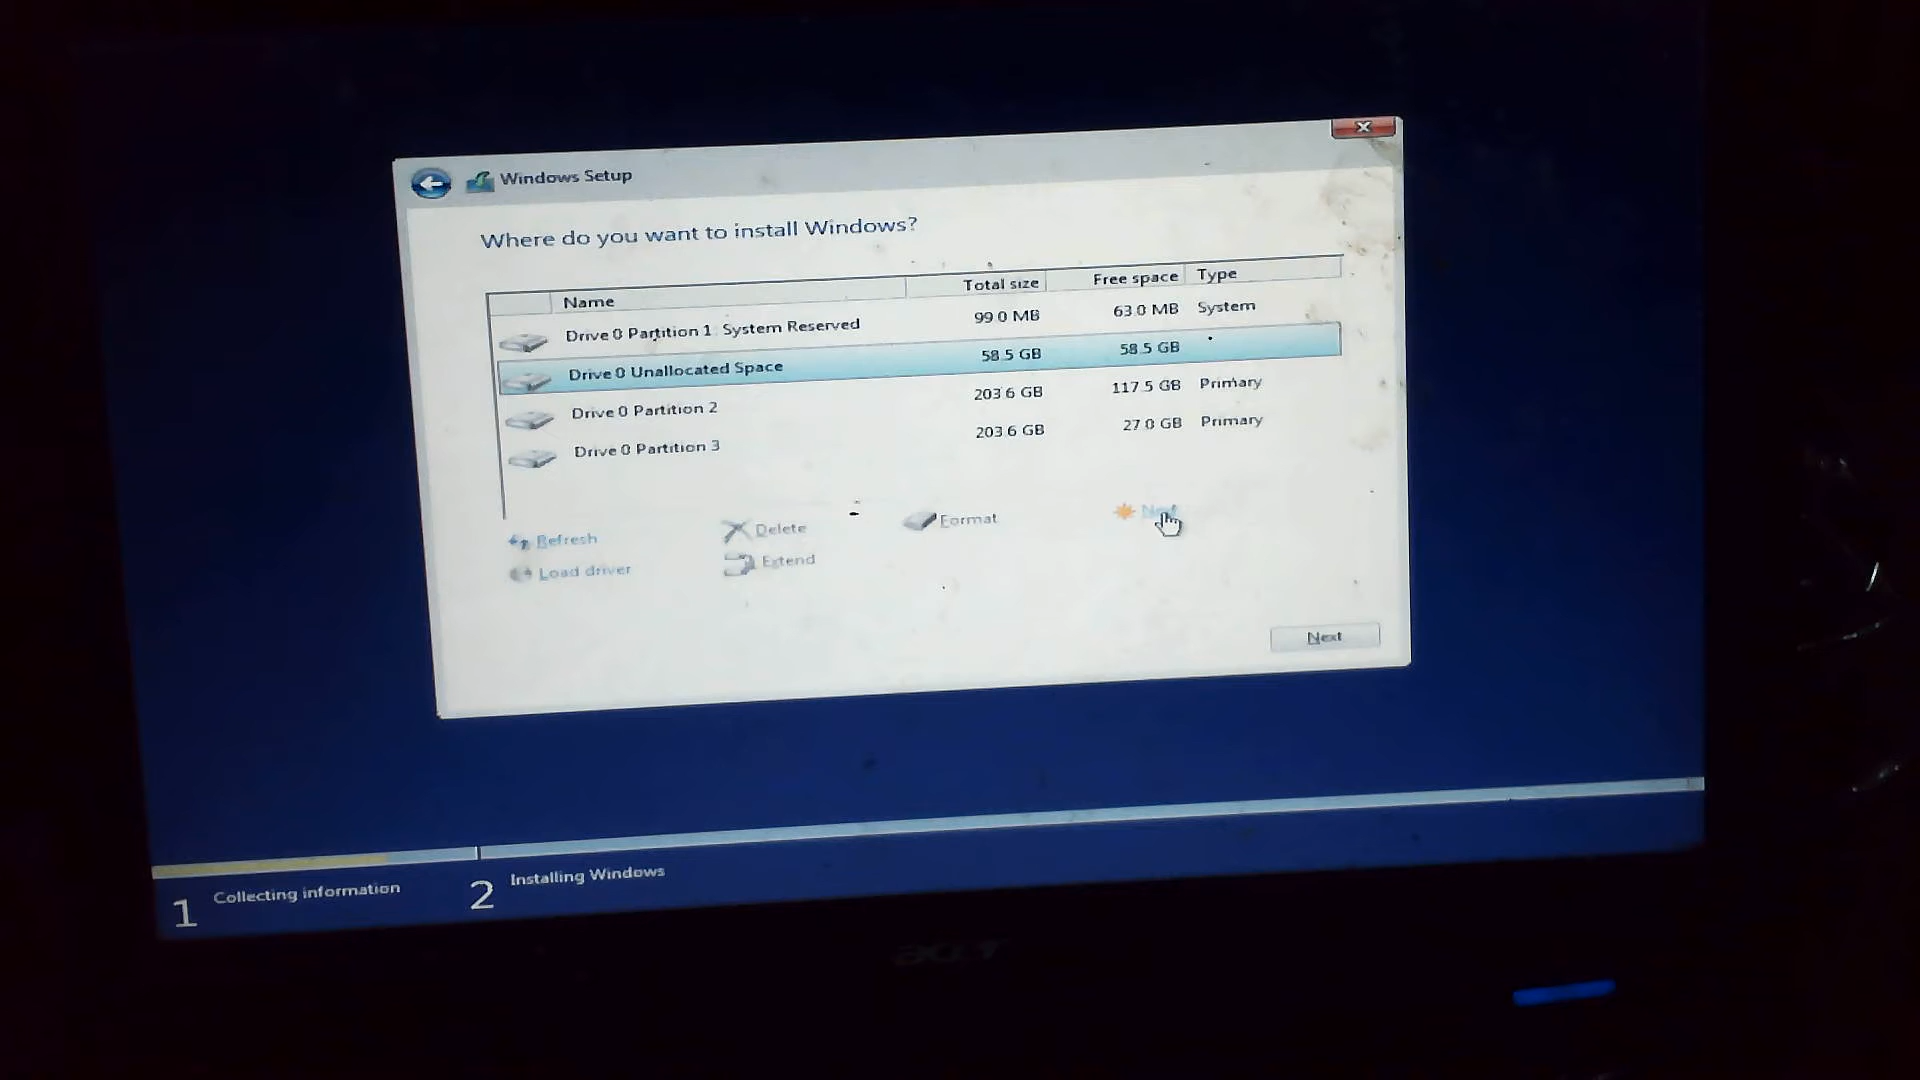 Windows Setup
Where do you want to install Windows?
Name Total size Free space Type
Drive 0 Partition 1: System Reserved 99.0 MB 63.0 MB System
Drive 0 Unallocated Space 58.5 GB 58.5 GB
Drive 0 Partition 2 203.6 GB 117.5 GB Primary
Drive 0 Partition 3 203.6 GB 27.0 GB Primary
Refresh Delete Format
Load driver Extend
Next
1 Collecting information 2 Installing Windows
acer